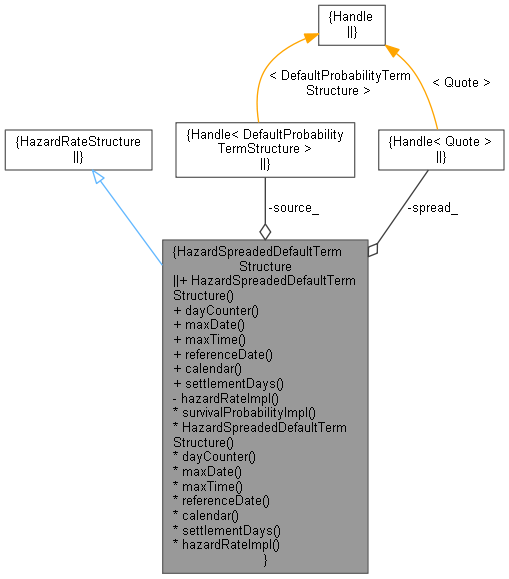 {Handle
||}
< DefaultProbabilityTerm
Structure >
< Quote >
{HazardRateStructure
||}
{Handle< DefaultProbability
TermStructure >
||}
{Handle< Quote >
||}
-source_
-spread_
{HazardSpreadedDefaultTerm
Structure
||+ HazardSpreadedDefaultTerm
Structure()
+ dayCounter()
+ maxDate()
+ maxTime()
+ referenceDate()
+ calendar()
+ settlementDays()
- hazardRateImpl()
* survivalProbabilityImpl()
* HazardSpreadedDefaultTerm
Structure()
* dayCounter()
* maxDate()
* maxTime()
* referenceDate()
* calendar()
* settlementDays()
* hazardRateImpl()
}